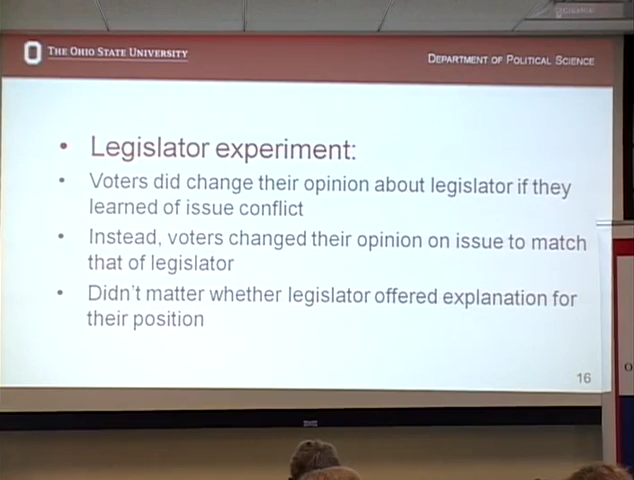 THE OHIO STATE UNIVERSITY
DEPARTMENT OF POLITICAL SCIENCE
• Legislator experiment:
• Voters did change their opinion about legislator if they
learned of issue conflict
• Instead, voters changed their opinion on issue to match
that of legislator
• Didn't matter whether legislator offered explanation for
their position
16
O